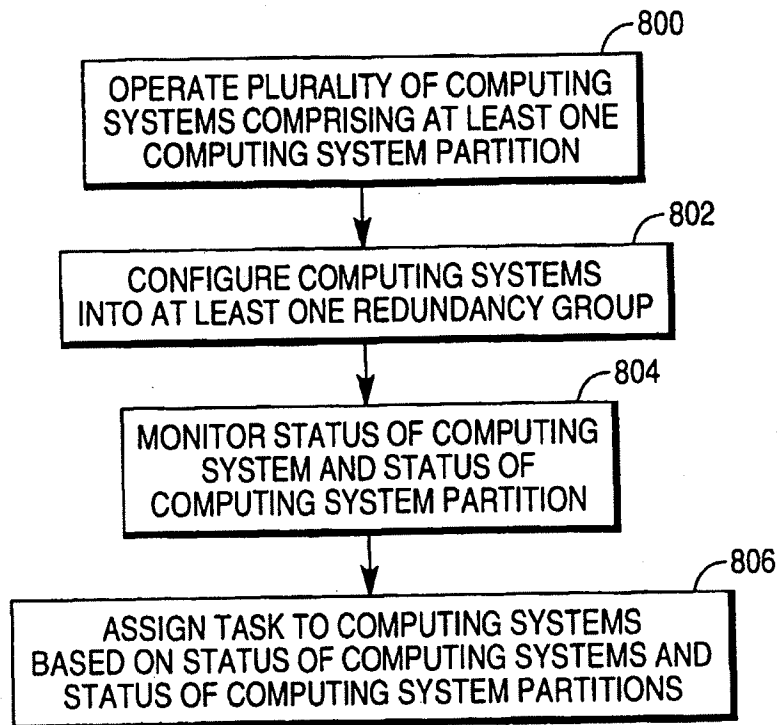 800
OPERATE PLURALITY OF COMPUTING
SYSTEMS COMPRISING AT LEAST ONE
COMPUTING SYSTEM PARTITION
802
CONFIGURE COMPUTING SYSTEMS
INTO AT LEAST ONE REDUNDANCY GROUP
804
MONITOR STATUS OF COMPUTING
SYSTEM AND STATUS OF
COMPUTING SYSTEM PARTITION
806
ASSIGN TASK TO COMPUTING SYSTEMS
BASED ON STATUS OF COMPUTING SYSTEMS AND
STATUS OF COMPUTING SYSTEM PARTITIONS